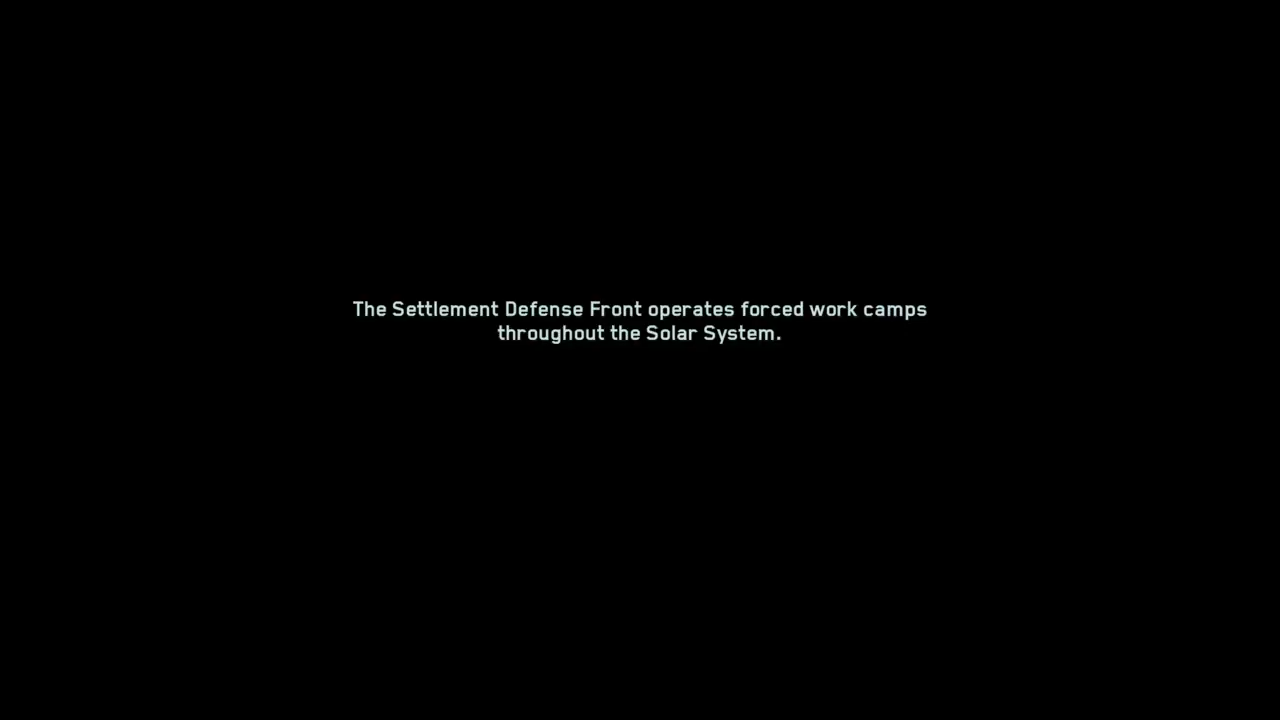 The Settlement Defense Front operates forced work camps
throughout the Solar System.